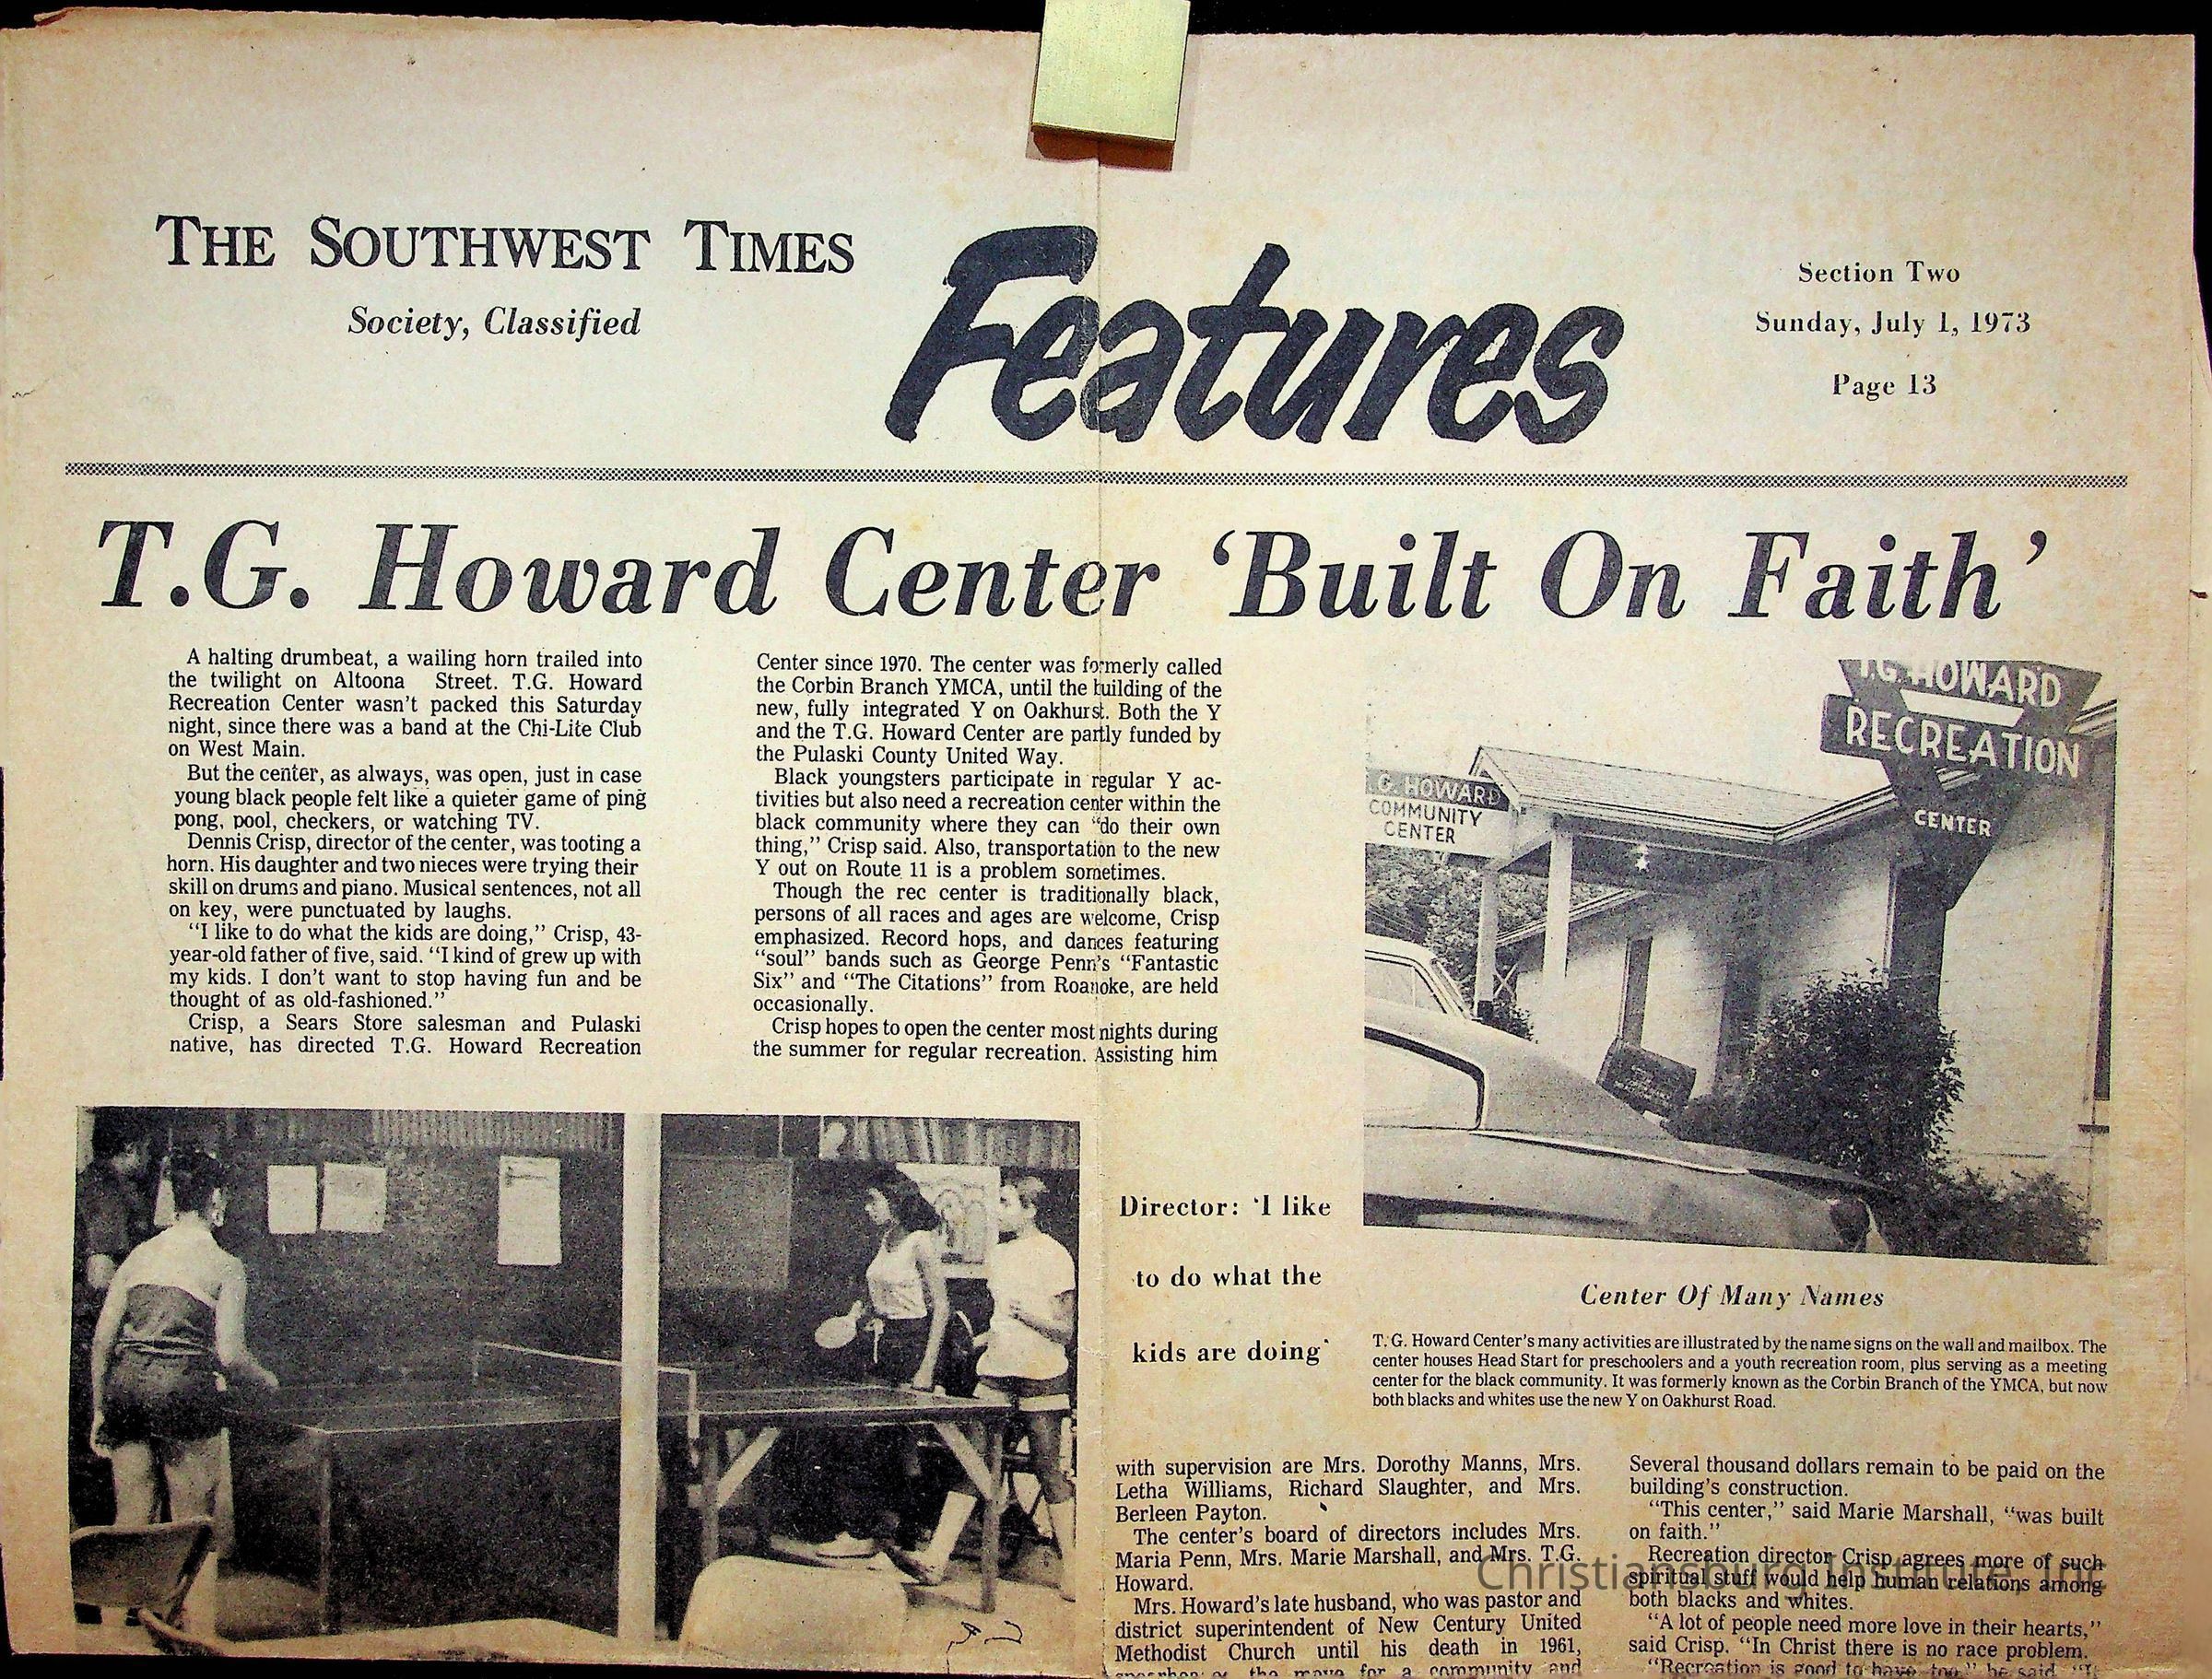 THE SOUTHWEST TIMES
Society, Classified
Features
Section Two
Sunday, July 1, 1973
Page 13
T.G. Howard Center ‘Built On Faith’
A halting drumbeat, a wailing horn trailed into
the twilight on Altoona Street. T.G. Howard
Recreation Center wasn't packed this Saturday
night, since there was a band at the Chi-Lite Club
on West Main.
But the center, as always, was open, just in case
young black people felt like a quieter game of ping
pong, pool, checkers, or watching TV.
Dennis Crisp, director of the center, was tooting a
horn. His daughter and two nieces were trying their
skill on drums and piano. Musical sentences, not all
on key, were punctuated by laughs.
“I like to do what the kids are doing,” Crisp, 43-
year-old father of five, said. “I kind of grew up with
my kids. I don't want to stop having fun and be
thought of as old-fashioned.”
Crisp, a Sears Store salesman and Pulaski
native, has directed T.G. Howard Recreation
Center since 1970. The center was formerly called
the Corbin Branch YMCA, until the building of the
new, fully integrated Y on Oakhurst. Both the Y
and the T.G. Howard Center are partly funded by
the Pulaski County United Way.
Black youngsters participate in regular Y ac-
tivities but also need a recreation center within the
black community where they can “do their own
thing,” Crisp said. Also, transportation to the new
Y out on Route 11 is a problem sometimes.
Though the rec center is traditionally black,
persons of all races and ages are welcome, Crisp
emphasized. Record hops, and dances featuring
“soul” bands such as George Penn's “Fantastic
Six” and “The Citations” from Roanoke, are held
occasionally.
Crisp hopes to open the center most nights during
the summer for regular recreation. Assisting him
T.G. HOWARD
RECREATION
CENTER
.G. HOWARD
COMMUNITY
CENTER
Director: ‘I like
to do what the
kids are doing’
Center Of Many Names
T.G. Howard Center's many activities are illustrated by the name signs on the wall and mailbox. The
center houses Head Start for preschoolers and a youth recreation room, plus serving as a meeting
center for the black community. It was formerly known as the Corbin Branch of the YMCA, but now
both blacks and whites use the new Y on Oakhurst Road.
with supervision are Mrs. Dorothy Manns, Mrs.
Letha Williams, Richard Slaughter, and Mrs.
Berleen Payton.
The center's board of directors includes Mrs.
Maria Penn, Mrs. Marie Marshall, and Mrs. T.G.
Howard.
Mrs. Howard's late husband, who was pastor and
district superintendent of New Century United
Methodist Church until his death in 1961,
the move for a community and
Several thousand dollars remain to be paid on the
building's construction.
“This center,” said Marie Marshall, “was built
on faith.”
Recreation director Crisp agrees more of such
spiritual stuff would help human relations among
both blacks and whites.
“A lot of people need more love in their hearts,”
said Crisp. “In Christ there is no race problem.
“Recreation is good to have, too,” he said. “It
Christiansburg Institute, Inc